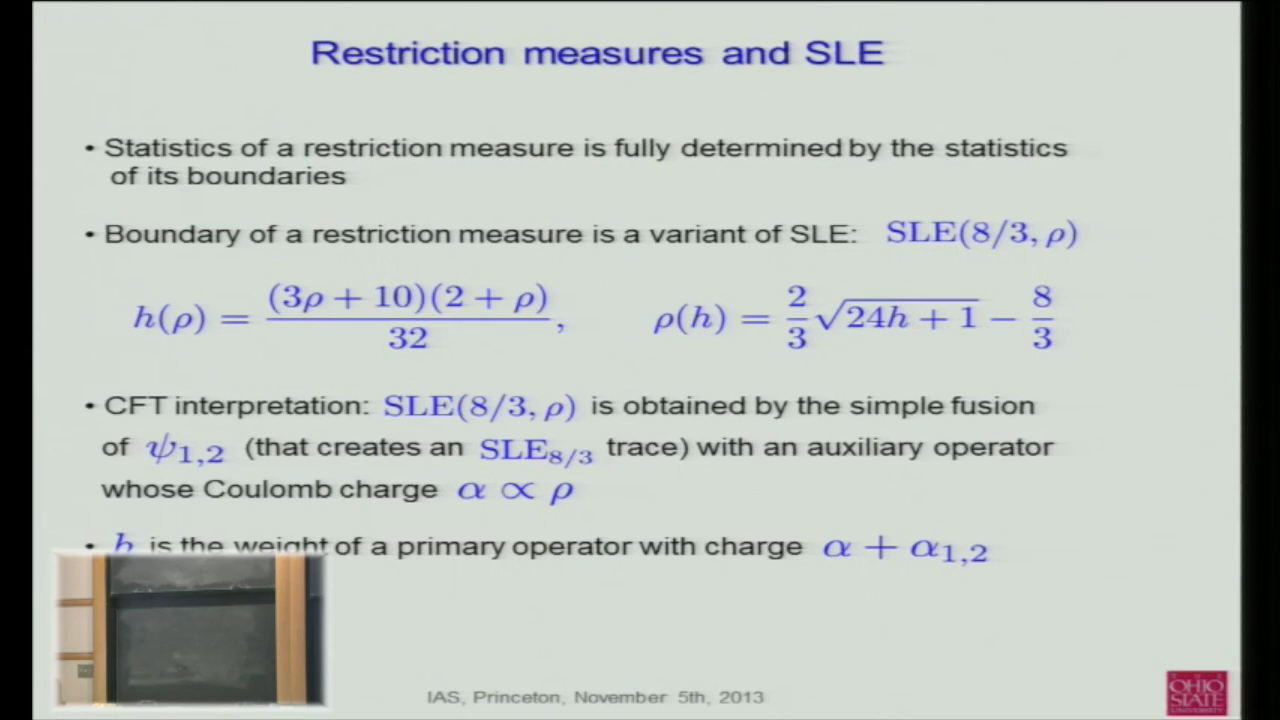 Restriction measures and SLE
• Statistics of a restriction measure is fully determined by the statistics
of its boundaries
• Boundary of a restriction measure is a variant of SLE: SLE(8/3, ρ)
h(ρ) = (3ρ + 10)(2 + ρ) / 32, ρ(h) = 2/3 √24h + 1 − 8/3
• CFT interpretation: SLE(8/3, ρ) is obtained by the simple fusion
of ψ1,2 (that creates an SLE8/3 trace) with an auxiliary operator
whose Coulomb charge α ∝ ρ
• h is the weight of a primary operator with charge α + α1,2
IAS, Princeton, November 5th, 2013
OHIO
STATE